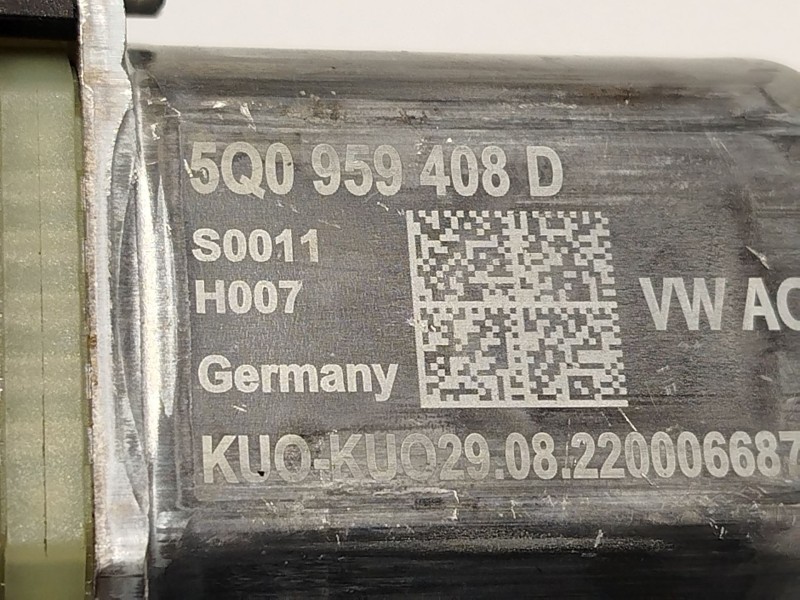 5Q0 959 408 D
S0011
H007
VW AG
Germany
KUO-KUO29.08.220006687